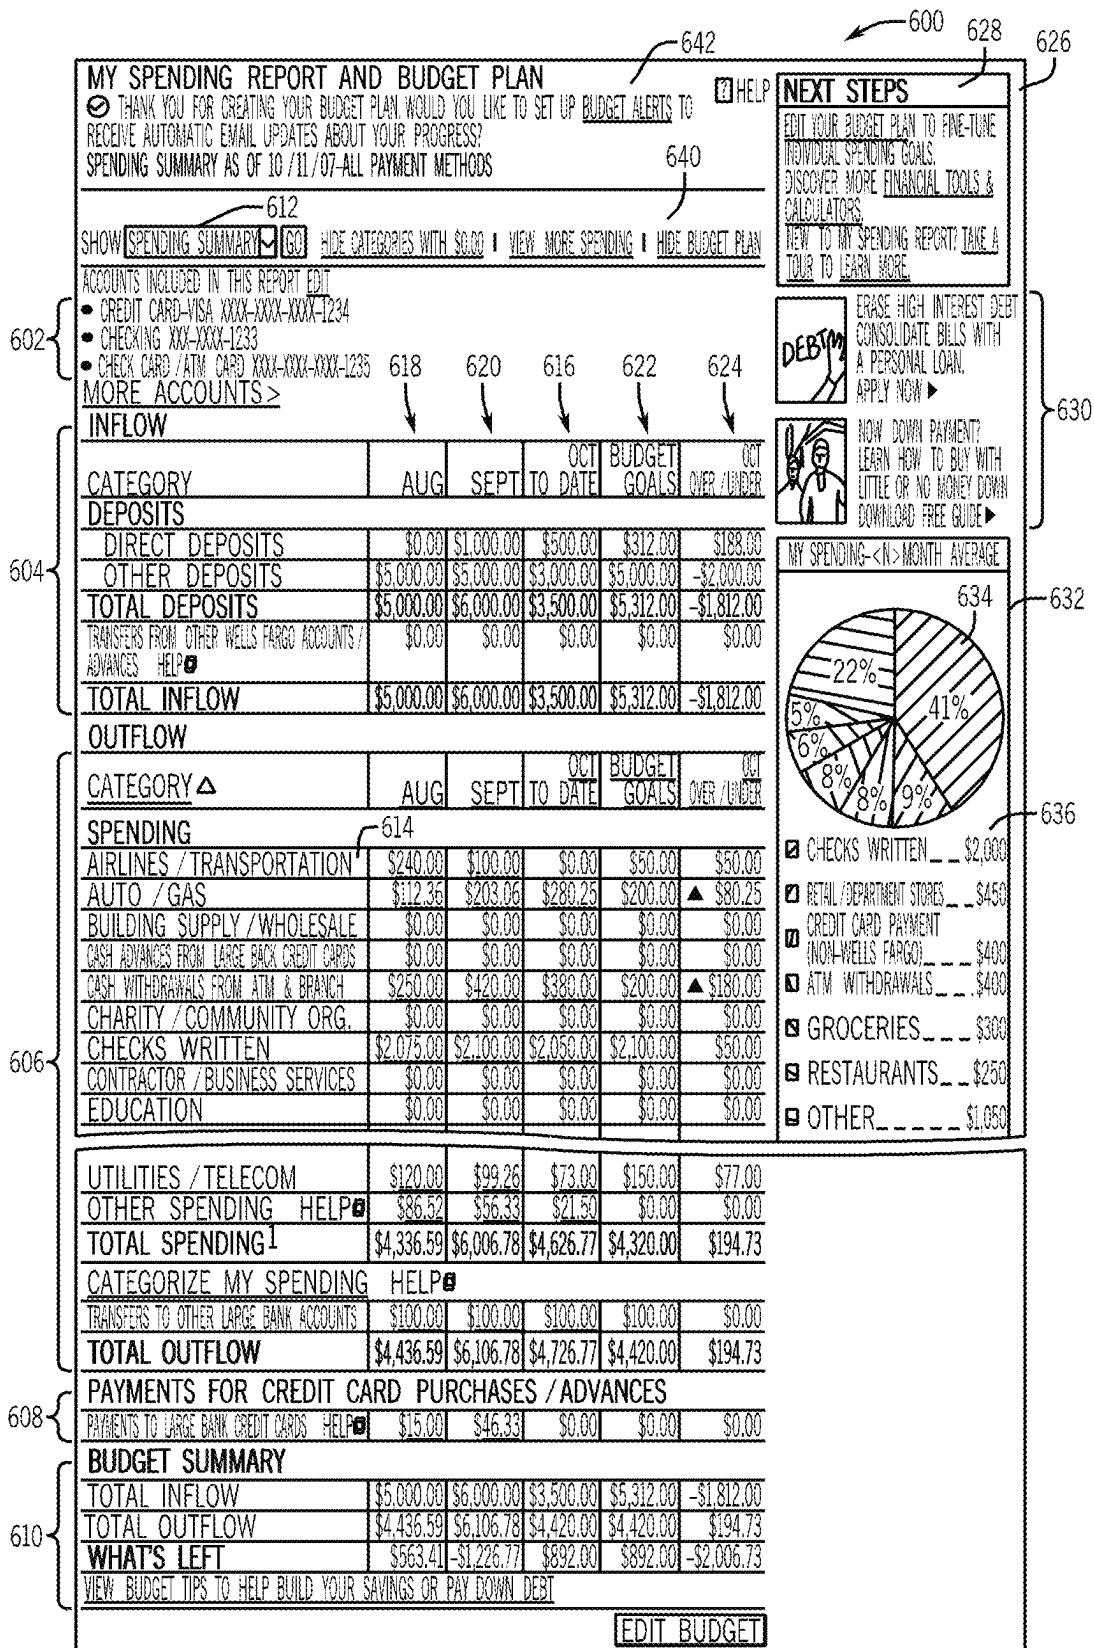 600
642
628
626
MY SPENDING REPORT AND BUDGET PLAN
THANK YOU FOR CREATING YOUR BUDGET PLAN. WOULD YOU LIKE TO SET UP BUDGET ALERTS TO
RECEIVE AUTOMATIC EMAIL UPDATES ABOUT YOUR PROGRESS?
SPENDING SUMMARY AS OF 10 /11/07-ALL PAYMENT METHODS
? HELP
640
612
SHOW SPENDING SUMMARY GO HIDE CATEGORIES WITH $0.00 | VIEW MORE SPENDING | HIDE BUDGET PLAN
ACCOUNTS INCLUDED IN THIS REPORT EDIT
602
• CREDIT CARD-VISA XXXX-XXXX-XXXX-1234
• CHECKING XXX-XXXX-1233
• CHECK CARD /ATM CARD XXXX-XXXX-XXXX-1235
MORE ACCOUNTS >
618 620 616 622 624
604
INFLOW
CATEGORY AUG SEPT OCT TO DATE BUDGET GOALS OCT OVER /UNDER
DEPOSITS
DIRECT DEPOSITS $0.00 $1,000.00 $500.00 $312.00 $188.00
OTHER DEPOSITS $5,000.00 $5,000.00 $3,000.00 $5,000.00 -$2,000.00
TOTAL DEPOSITS $5,000.00 $6,000.00 $3,500.00 $5,312.00 -$1,812.00
TRANSFERS FROM OTHER WELLS FARGO ACCOUNTS / $0.00 $0.00 $0.00 $0.00 $0.00
ADVANCES HELP
TOTAL INFLOW $5,000.00 $6,000.00 $3,500.00 $5,312.00 -$1,812.00
606
OUTFLOW
CATEGORY AUG SEPT OCT TO DATE BUDGET GOALS OCT OVER /UNDER
SPENDING
614
AIRLINES /TRANSPORTATION $240.00 $100.00 $0.00 $50.00 $50.00
AUTO /GAS $112.36 $203.06 $280.25 $200.00 ▲ $80.25
BUILDING SUPPLY /WHOLESALE $0.00 $0.00 $0.00 $0.00 $0.00
CASH ADVANCES FROM LARGE BACK CREDIT CARDS $0.00 $0.00 $0.00 $0.00 $0.00
CASH WITHDRAWALS FROM ATM & BRANCH $250.00 $420.00 $380.00 $200.00 ▲ $180.00
CHARITY /COMMUNITY ORG. $0.00 $0.00 $0.00 $0.00 $0.00
CHECKS WRITTEN $2,075.00 $2,100.00 $2,050.00 $2,100.00 $50.00
CONTRACTOR /BUSINESS SERVICES $0.00 $0.00 $0.00 $0.00 $0.00
EDUCATION $0.00 $0.00 $0.00 $0.00 $0.00
UTILITIES /TELECOM $120.00 $99.26 $73.00 $150.00 $77.00
OTHER SPENDING HELP $86.52 $56.33 $21.50 $0.00 $0.00
TOTAL SPENDING1 $4,336.59 $6,006.78 $4,626.77 $4,320.00 $194.73
CATEGORIZE MY SPENDING HELP
TRANSFERS TO OTHER LARGE BANK ACCOUNTS $100.00 $100.00 $100.00 $100.00 $0.00
TOTAL OUTFLOW $4,436.59 $6,106.78 $4,726.77 $4,420.00 $194.73
608
PAYMENTS FOR CREDIT CARD PURCHASES /ADVANCES
PAYMENTS TO LARGE BANK CREDIT CARDS HELP $15.00 $46.33 $0.00 $0.00 $0.00
610
BUDGET SUMMARY
TOTAL INFLOW $5,000.00 $6,000.00 $3,500.00 $5,312.00 -$1,812.00
TOTAL OUTFLOW $4,436.59 $6,106.78 $4,420.00 $4,420.00 $194.73
WHAT'S LEFT $563.41 -$1,226.77 $892.00 $892.00 -$2,006.73
VIEW BUDGET TIPS TO HELP BUILD YOUR SAVINGS OR PAY DOWN DEBT
EDIT BUDGET
NEXT STEPS
EDIT YOUR BUDGET PLAN TO FINE-TUNE
INDIVIDUAL SPENDING GOALS.
DISCOVER MORE FINANCIAL TOOLS &
CALCULATORS.
NEW TO MY SPENDING REPORT? TAKE A
TOUR TO LEARN MORE.
630
DEBT
ERASE HIGH INTEREST DEBT
CONSOLIDATE BILLS WITH
A PERSONAL LOAN.
APPLY NOW ▶
NOW DOWN PAYMENT?
LEARN HOW TO BUY WITH
LITTLE OR NO MONEY DOWN
DOWNLOAD FREE GUIDE ▶
MY SPENDING-<N>MONTH AVERAGE
632
634
22%
41%
5%
6%
8%
8%
9%
636
CHECKS WRITTEN_ _ $2,000
RETAIL /DEPARTMENT STORES_ _ $450
CREDIT CARD PAYMENT
(NON-WELLS FARGO)_ _ _ $400
ATM WITHDRAWALS_ _ _ . $400
GROCERIES_ _ _ $300
RESTAURANTS_ _ $250
OTHER_ _ _ _ _ $1,050